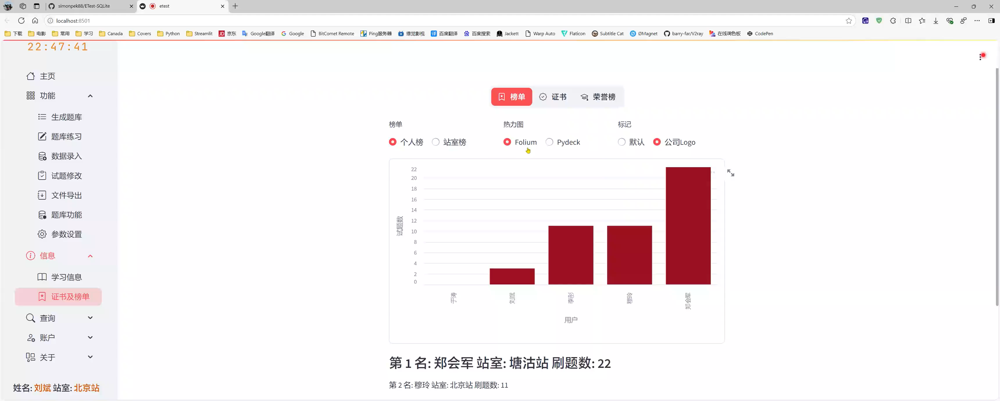 simonpek88/ETest-SQLite
etest
localhost:8501
下载 电影 常用 学习 Canada Covers Python Streamlit 京东 Google翻译 Google BitComet Remote Ping服务器 缘觉影视 百度翻译 百度搜索 Jackett Warp Auto Flaticon Subtitle Cat ØMagnet barry-far/V2ray 在线调色板 CodePen
22:47:41
主页
功能
生成题库
题库练习
数据录入
试题修改
文件导出
题库功能
参数设置
信息
学习信息
证书及榜单
查询
账户
关于
姓名: 刘斌 站室: 北京站
榜单 证书 荣誉榜
榜单 热力图 标记
个人榜 站室榜 Folium Pydeck 默认 公司Logo
22
20
18
16
14
12
10
8
6
4
2
0
试题数
于涛 刘斌 李彤 穆玲 郑会军
用户
第 1 名: 郑会军 站室: 塘沽站 刷题数: 22
第 2 名: 穆玲 站室: 北京站 刷题数: 11